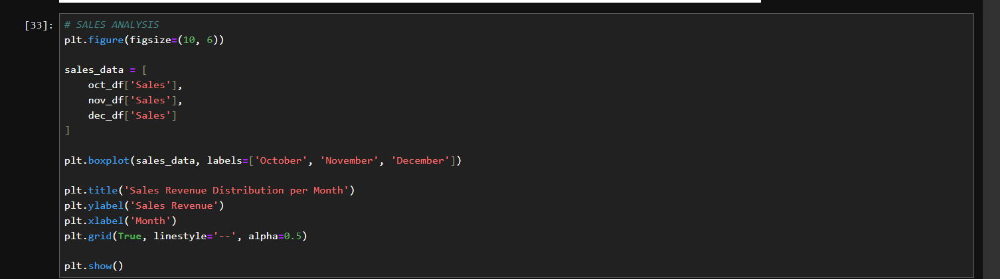 [33]:
# SALES ANALYSIS
plt.figure(figsize=(10, 6))
sales_data = [
    oct_df['Sales'],
    nov_df['Sales'],
    dec_df['Sales']
]
plt.boxplot(sales_data, labels=['October', 'November', 'December'])
plt.title('Sales Revenue Distribution per Month')
plt.ylabel('Sales Revenue')
plt.xlabel('Month')
plt.grid(True, linestyle='--', alpha=0.5)
plt.show()